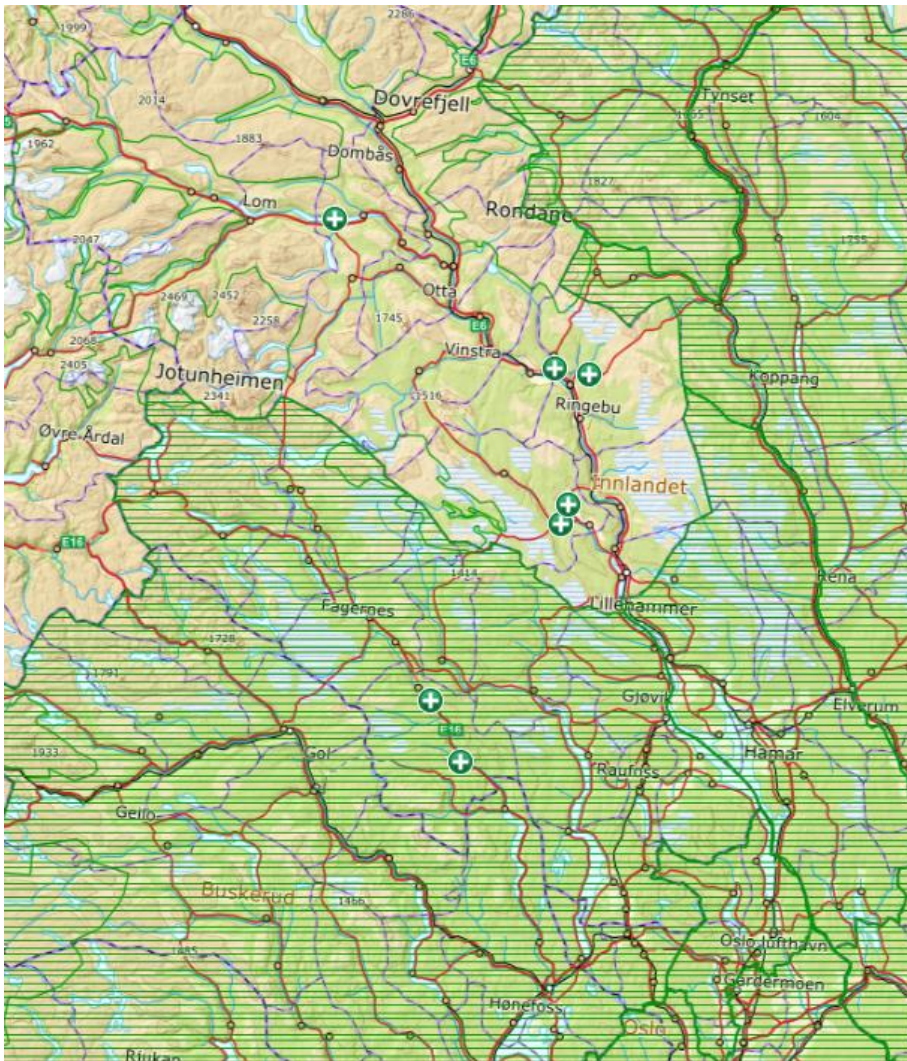 1999
2286
E6
2014
Dovrefjell
Tynset
1604
1962
1883
Dombås
1827
Lom
Rondane
2047
1755
2469
2452
Otta
2258
1745
E6
2068
Vinstra
2405
Jotunheimen
2341
1516
Koppang
Ringebu
Øvre Årdal
Innlandet
E16
1414
Rena
Fagernes
Lillehammer
1728
1791
Gjøvik
Elverum
E16
1933
Gol
Hamar
Raufoss
Geilo
Buskerud
1466
1485
Oslo lufthavn
Gardermoen
Hønefoss
Oslo
Rjukan